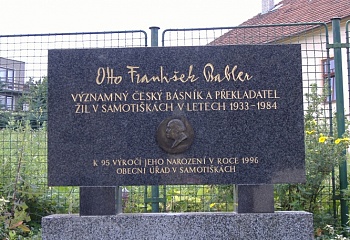 Otto František Babler
VÝZNAMNÝ ČESKÝ BÁSNÍK A PŘEKLADATEL
ŽIL V SAMOTIŠKÁCH V LETECH 1933-1984
K 95 VÝROČÍ JEHO NAROZENÍ V ROCE 1996
OBECNÍ ÚŘAD V SAMOTIŠKÁCH